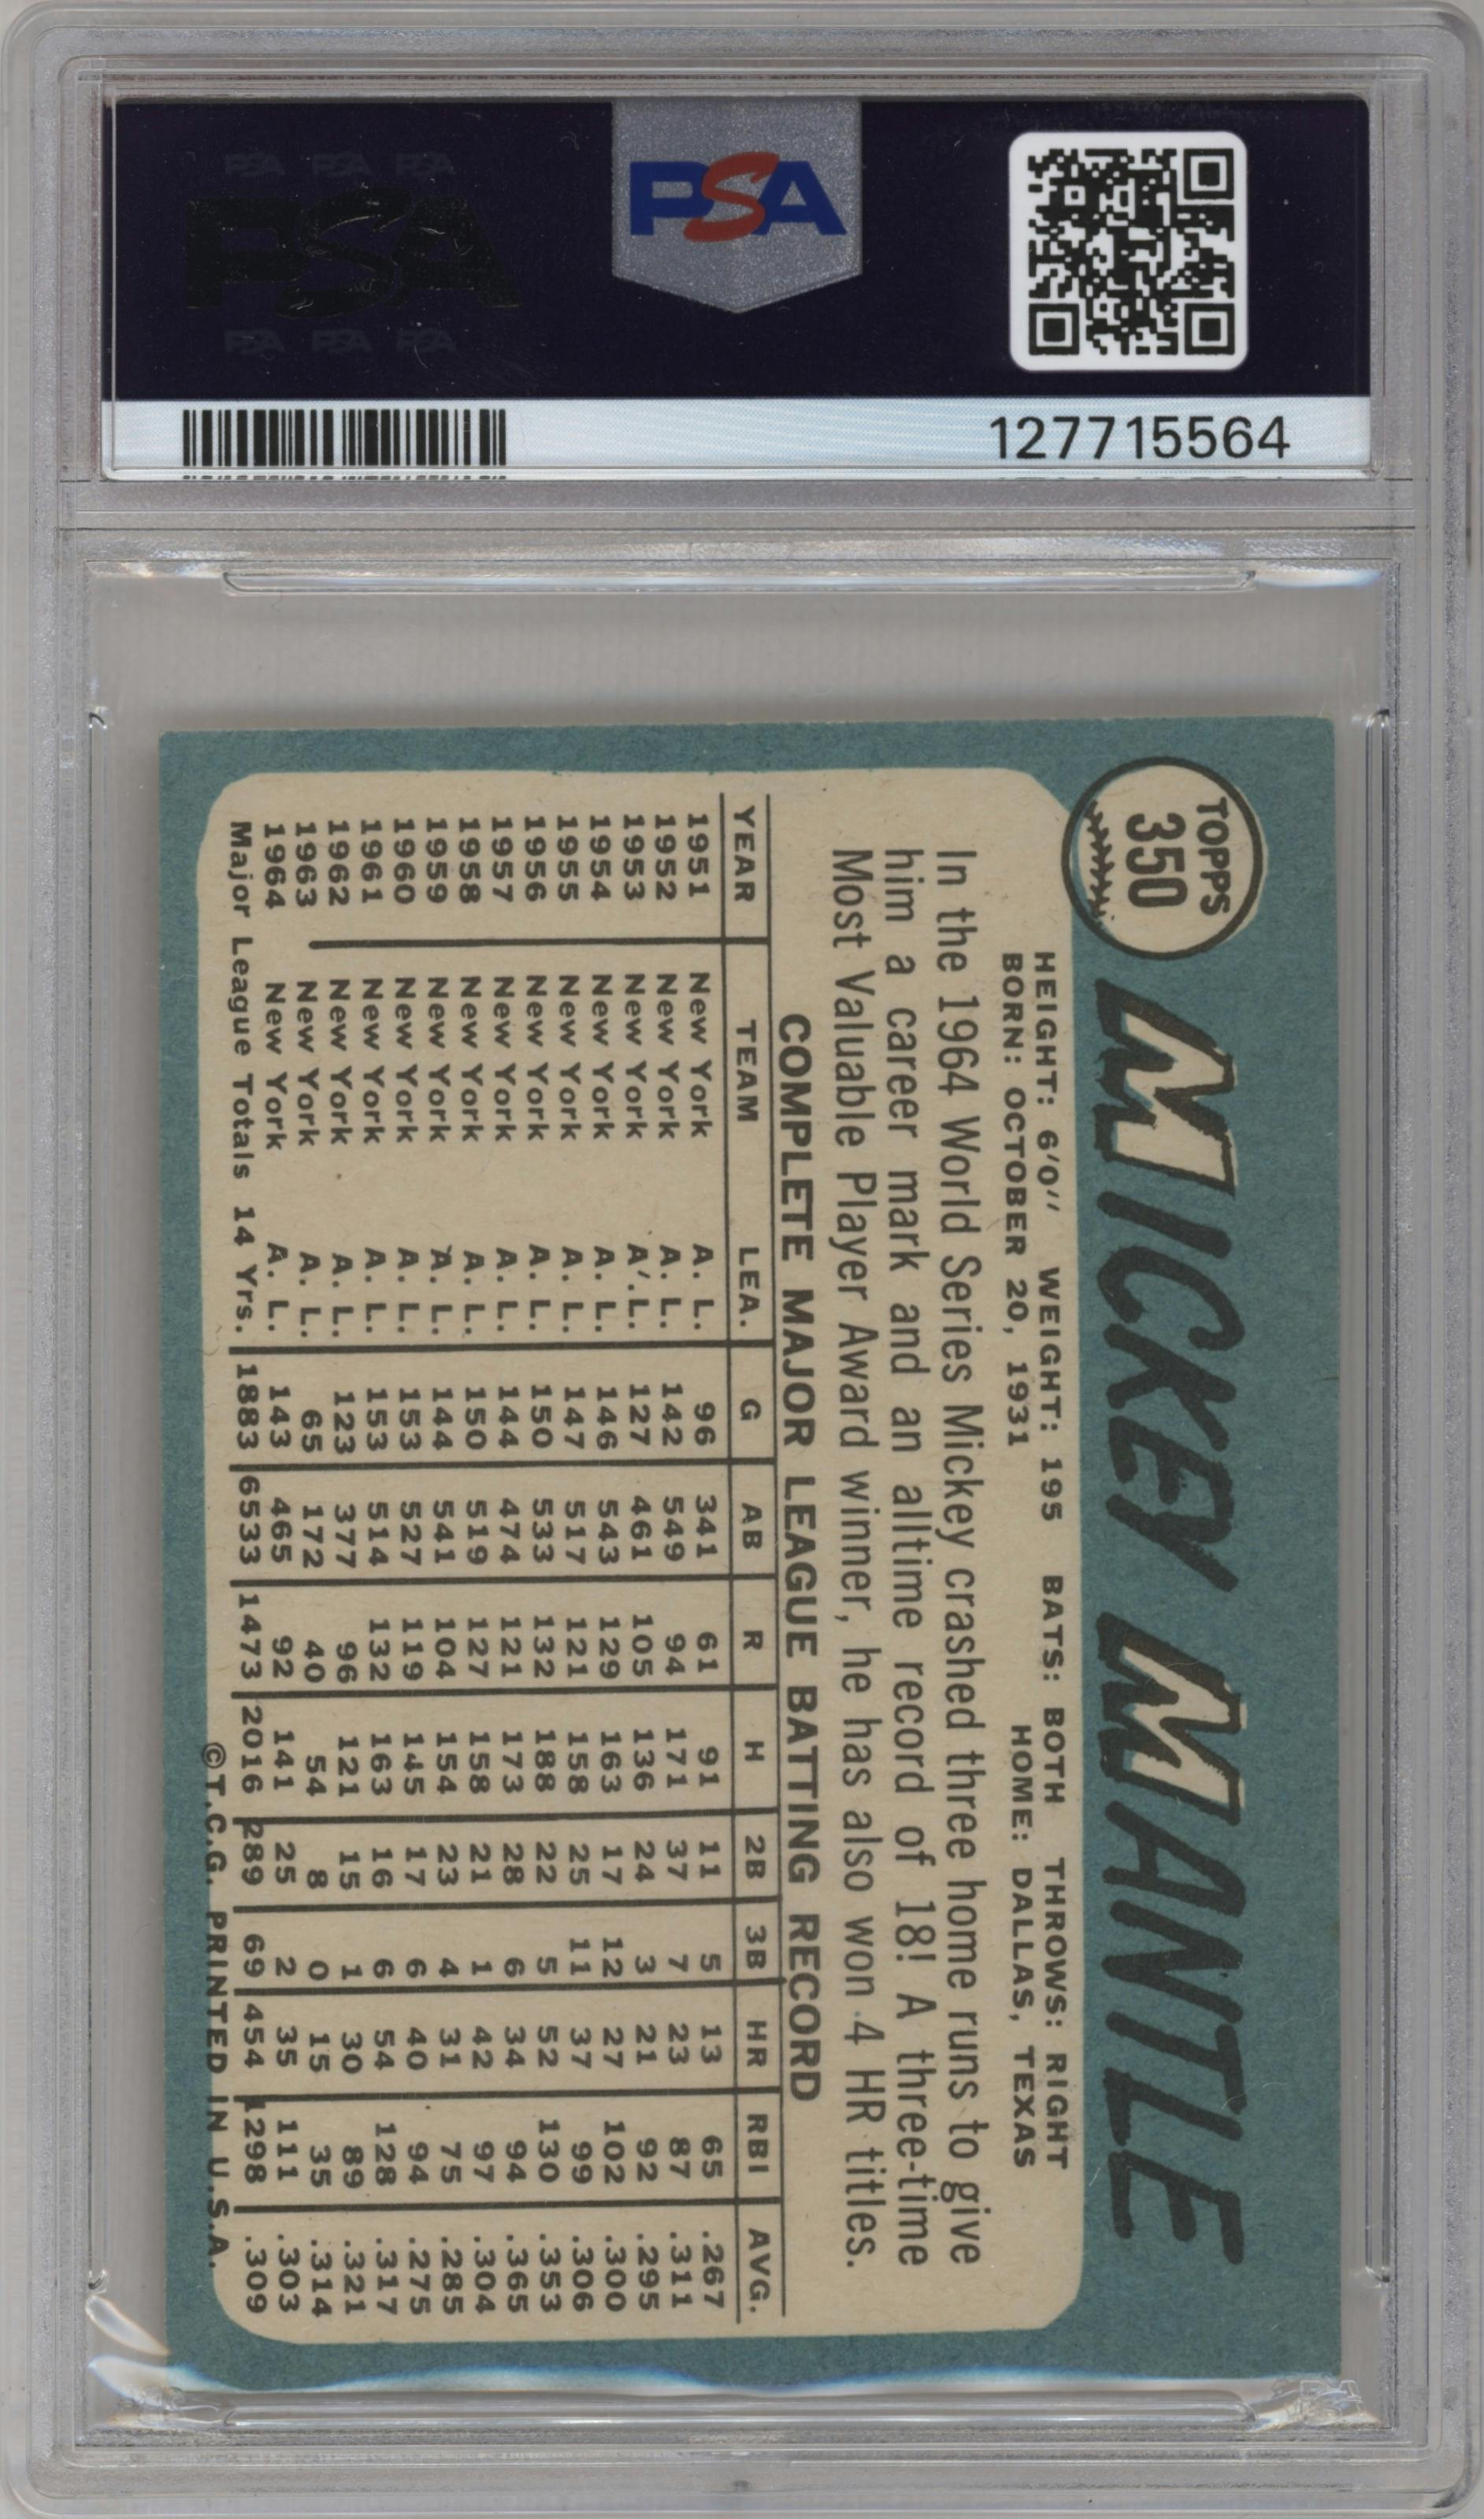 PSA PSA PSA
PSA
PSA PSA PSA
PSA
127715564
TOPPS
350
MICKEY MANTLE
HEIGHT: 6'0'' WEIGHT: 195 BATS: BOTH THROWS: RIGHT
BORN: OCTOBER 20, 1931 HOME: DALLAS, TEXAS
In the 1964 World Series Mickey crashed three home runs to give
him a career mark and an alltime record of 18! A three-time
Most Valuable Player Award winner, he has also won 4 HR titles.
COMPLETE MAJOR LEAGUE BATTING RECORD
YEAR TEAM LEA. G AB R H 2B 3B HR RBI AVG.
1951 New York A. L. 96 341 61 91 11 5 13 65 .267
1952 New York A. L. 142 549 94 171 37 7 23 87 .311
1953 New York A. L. 127 461 105 136 24 3 21 92 .295
1954 New York A. L. 146 543 129 163 17 12 27 102 .300
1955 New York A. L. 147 517 121 158 25 11 37 99 .306
1956 New York A. L. 150 533 132 188 22 5 52 130 .353
1957 New York A. L. 144 474 121 173 28 6 34 94 .365
1958 New York A. L. 150 519 127 158 21 1 42 97 .304
1959 New York A. L. 144 541 104 154 23 4 31 75 .285
1960 New York A. L. 153 527 119 145 17 6 40 94 .275
1961 New York A. L. 153 514 132 163 16 6 54 128 .317
1962 New York A. L. 123 377 96 121 15 1 30 89 .321
1963 New York A. L. 65 172 40 54 8 0 15 35 .314
1964 New York A. L. 143 465 92 141 25 2 35 111 .303
Major League Totals 14 Yrs. 1883 6533 1473 2016 289 69 454 1298 .309
©T.C.G. PRINTED IN U.S.A.